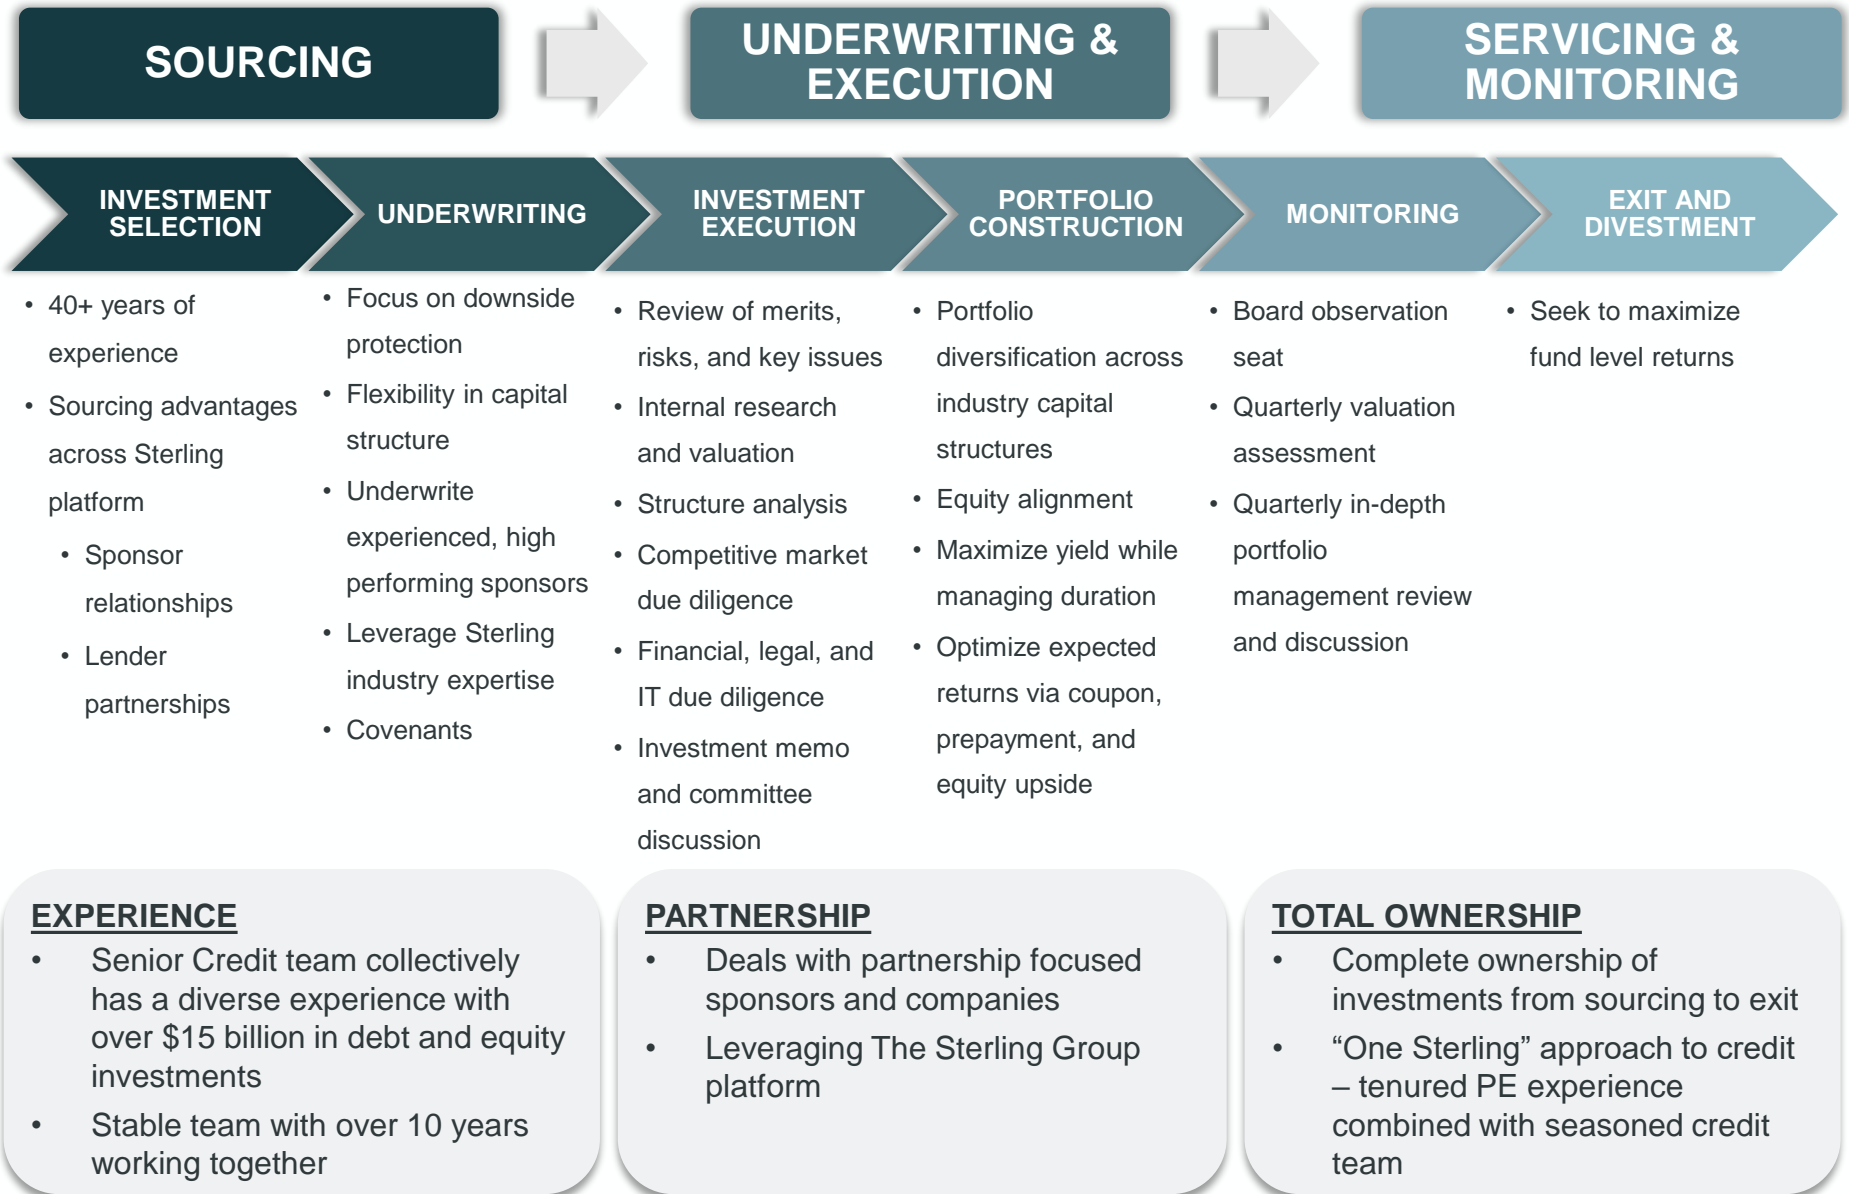 SOURCING
UNDERWRITING &
EXECUTION
SERVICING &
MONITORING
INVESTMENT
SELECTION
UNDERWRITING
INVESTMENT
EXECUTION
PORTFOLIO
CONSTRUCTION
MONITORING
EXIT AND
DIVESTMENT
• 40+ years of
experience
• Sourcing advantages
across Sterling
platform
• Sponsor
relationships
• Lender
partnerships
• Focus on downside
protection
• Flexibility in capital
structure
• Underwrite
experienced, high
performing sponsors
• Leverage Sterling
industry expertise
• Covenants
• Review of merits,
risks, and key issues
• Internal research
and valuation
• Structure analysis
• Competitive market
due diligence
• Financial, legal, and
IT due diligence
• Investment memo
and committee
discussion
• Portfolio
diversification across
industry capital
structures
• Equity alignment
• Maximize yield while
managing duration
• Optimize expected
returns via coupon,
prepayment, and
equity upside
• Board observation
seat
• Quarterly valuation
assessment
• Quarterly in-depth
portfolio
management review
and discussion
• Seek to maximize
fund level returns
EXPERIENCE
• Senior Credit team collectively
has a diverse experience with
over $15 billion in debt and equity
investments
• Stable team with over 10 years
working together
PARTNERSHIP
• Deals with partnership focused
sponsors and companies
• Leveraging The Sterling Group
platform
TOTAL OWNERSHIP
• Complete ownership of
investments from sourcing to exit
• “One Sterling” approach to credit
– tenured PE experience
combined with seasoned credit
team